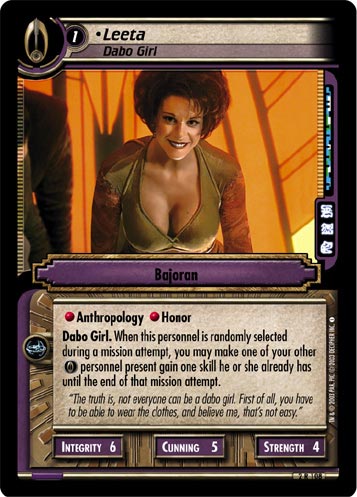 1
•Leeta
Dabo Girl
Bajoran
• Anthropology • Honor
Dabo Girl. When this personnel is randomly selected
during a mission attempt, you may make one of your other
personnel present gain one skill he or she already has
until the end of that mission attempt.
"The truth is, not everyone can be a dabo girl. First of all, you have
to be able to wear the clothes, and believe me, that's not easy."
INTEGRITY 6 CUNNING 5 STRENGTH 4
2 R 108